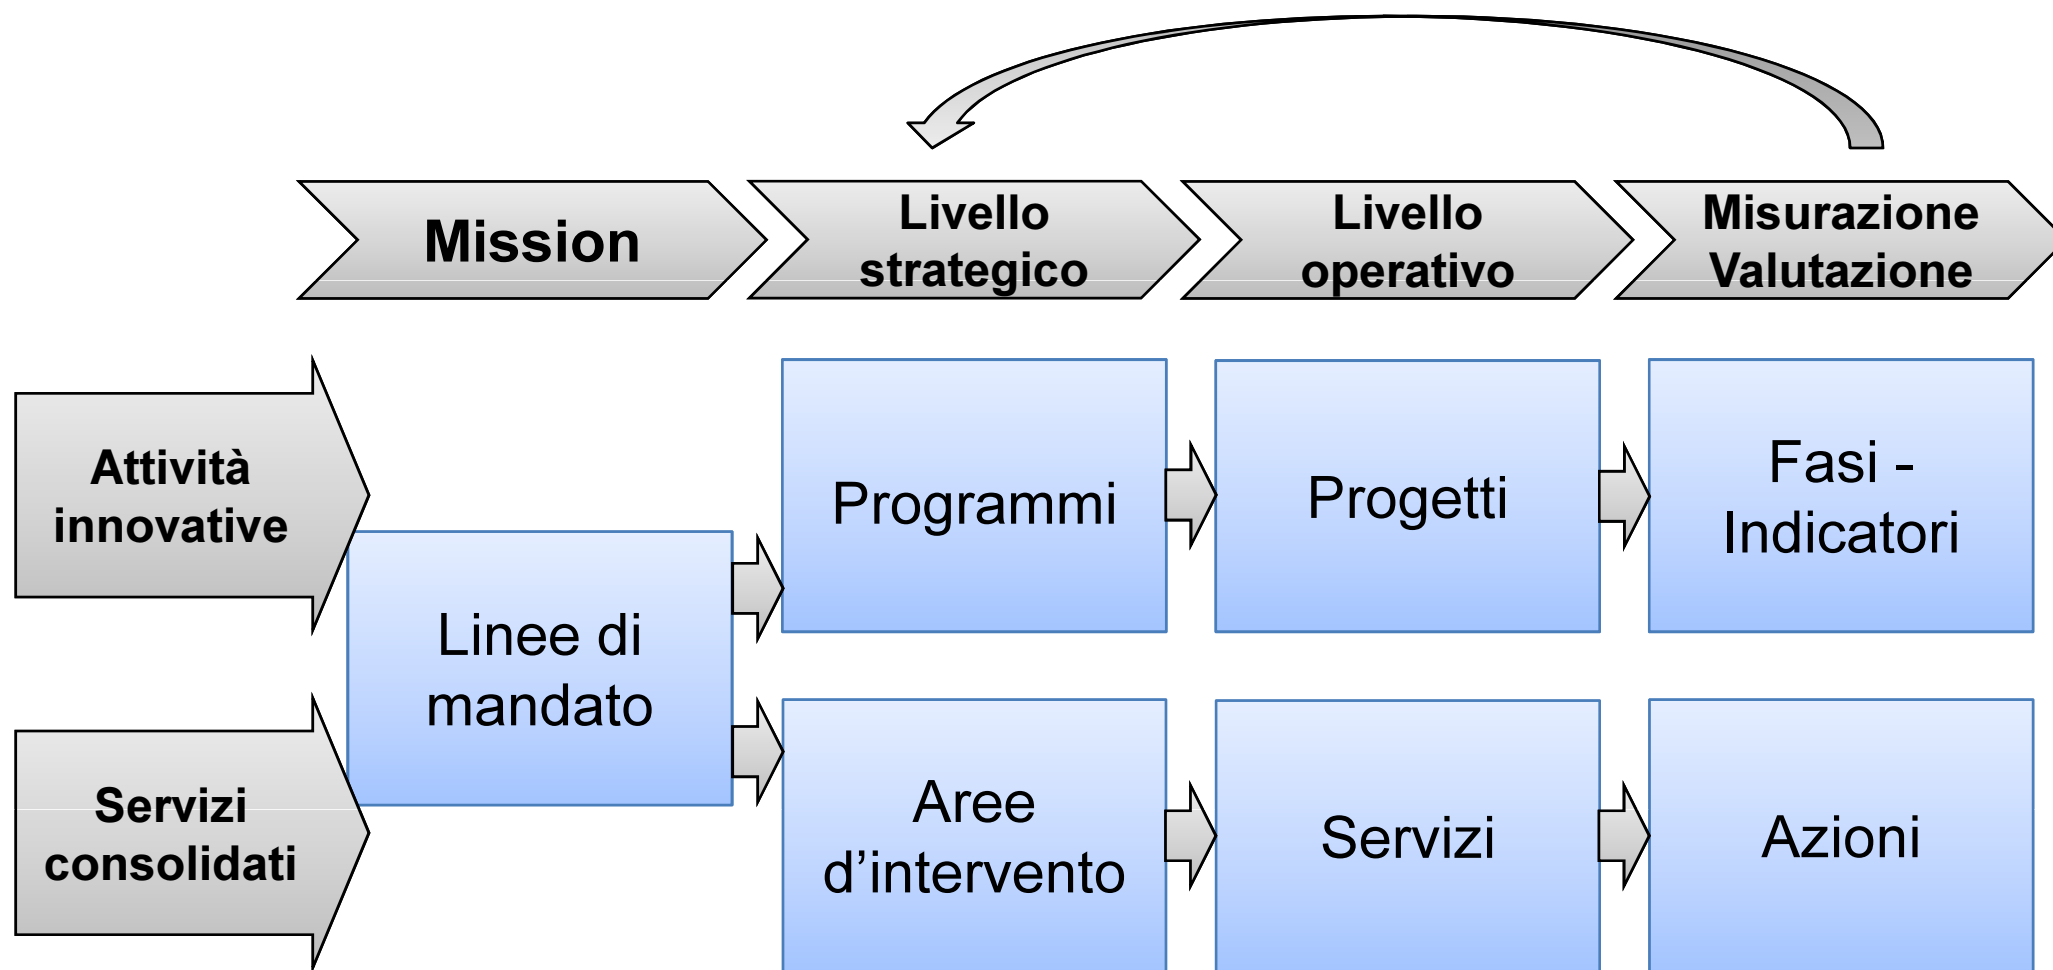 Mission
Livello
strategico
Livello
operativo
Misurazione
Valutazione
Attività
innovative
Linee di
mandato
Programmi
Progetti
Fasi -
Indicatori
Servizi
consolidati
Aree
d’intervento
Servizi
Azioni